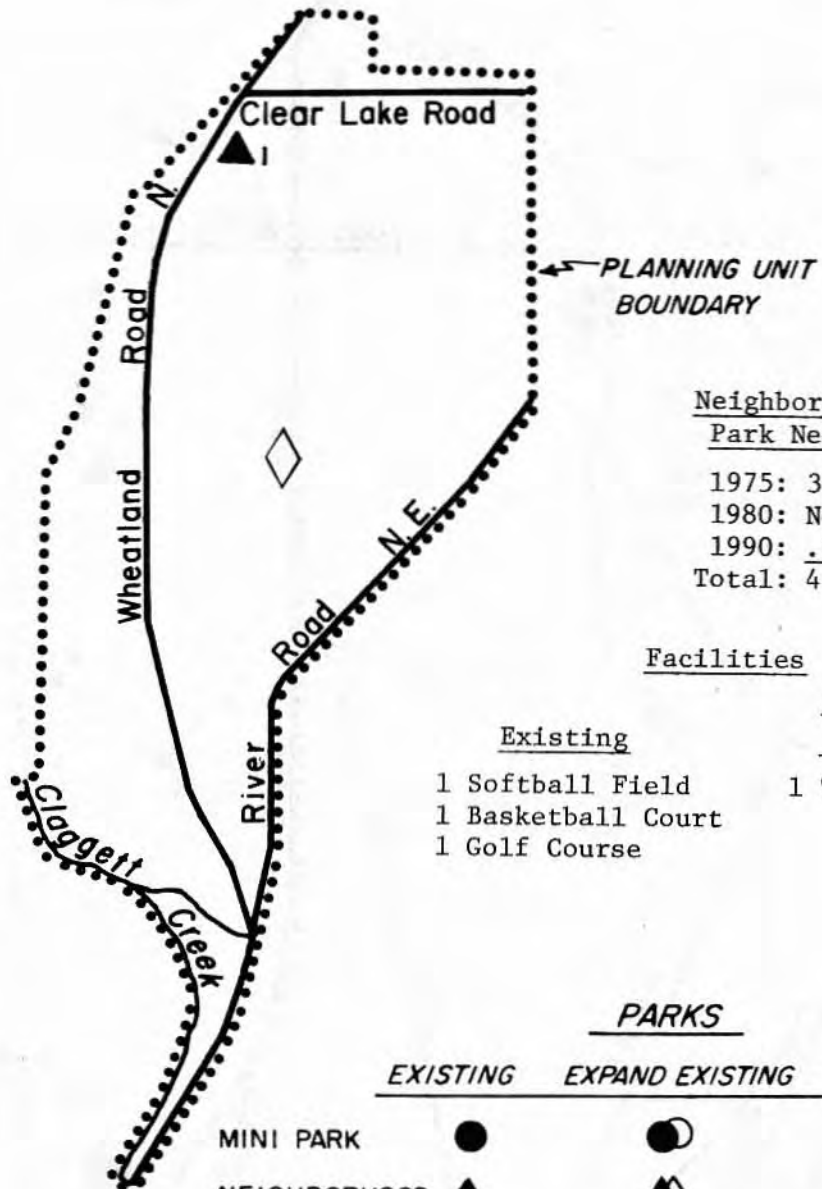 Clear Lake Road
1
N.
Road
Wheatland
PLANNING UNIT
BOUNDARY
Neighbor
Park Ne
1975: 3
1980: N
1990: .
Total: 4
N.E.
Road
River
Facilities
Existing
1 Softball Field
1
1 Basketball Court
1 Golf Course
Claggett
Creek
PARKS
EXISTING EXPAND EXISTING
MINI PARK